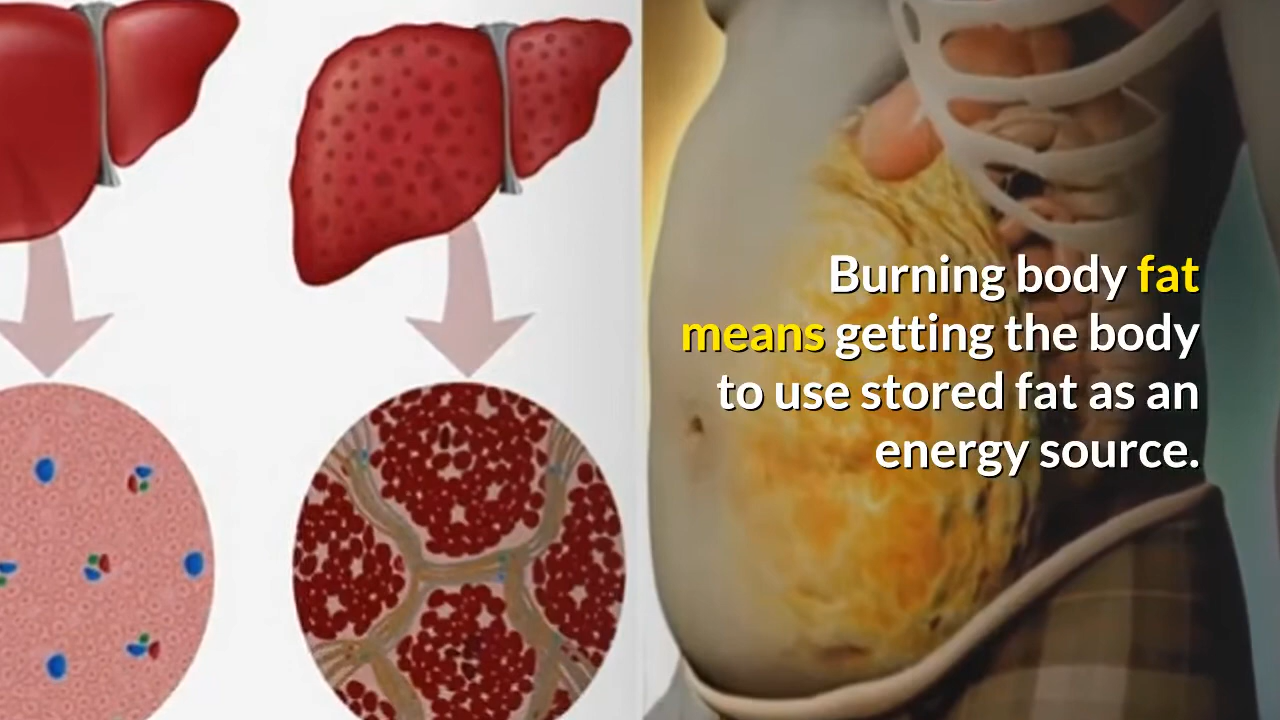 Burning body fat
means getting the body
to use stored fat as an
energy source.